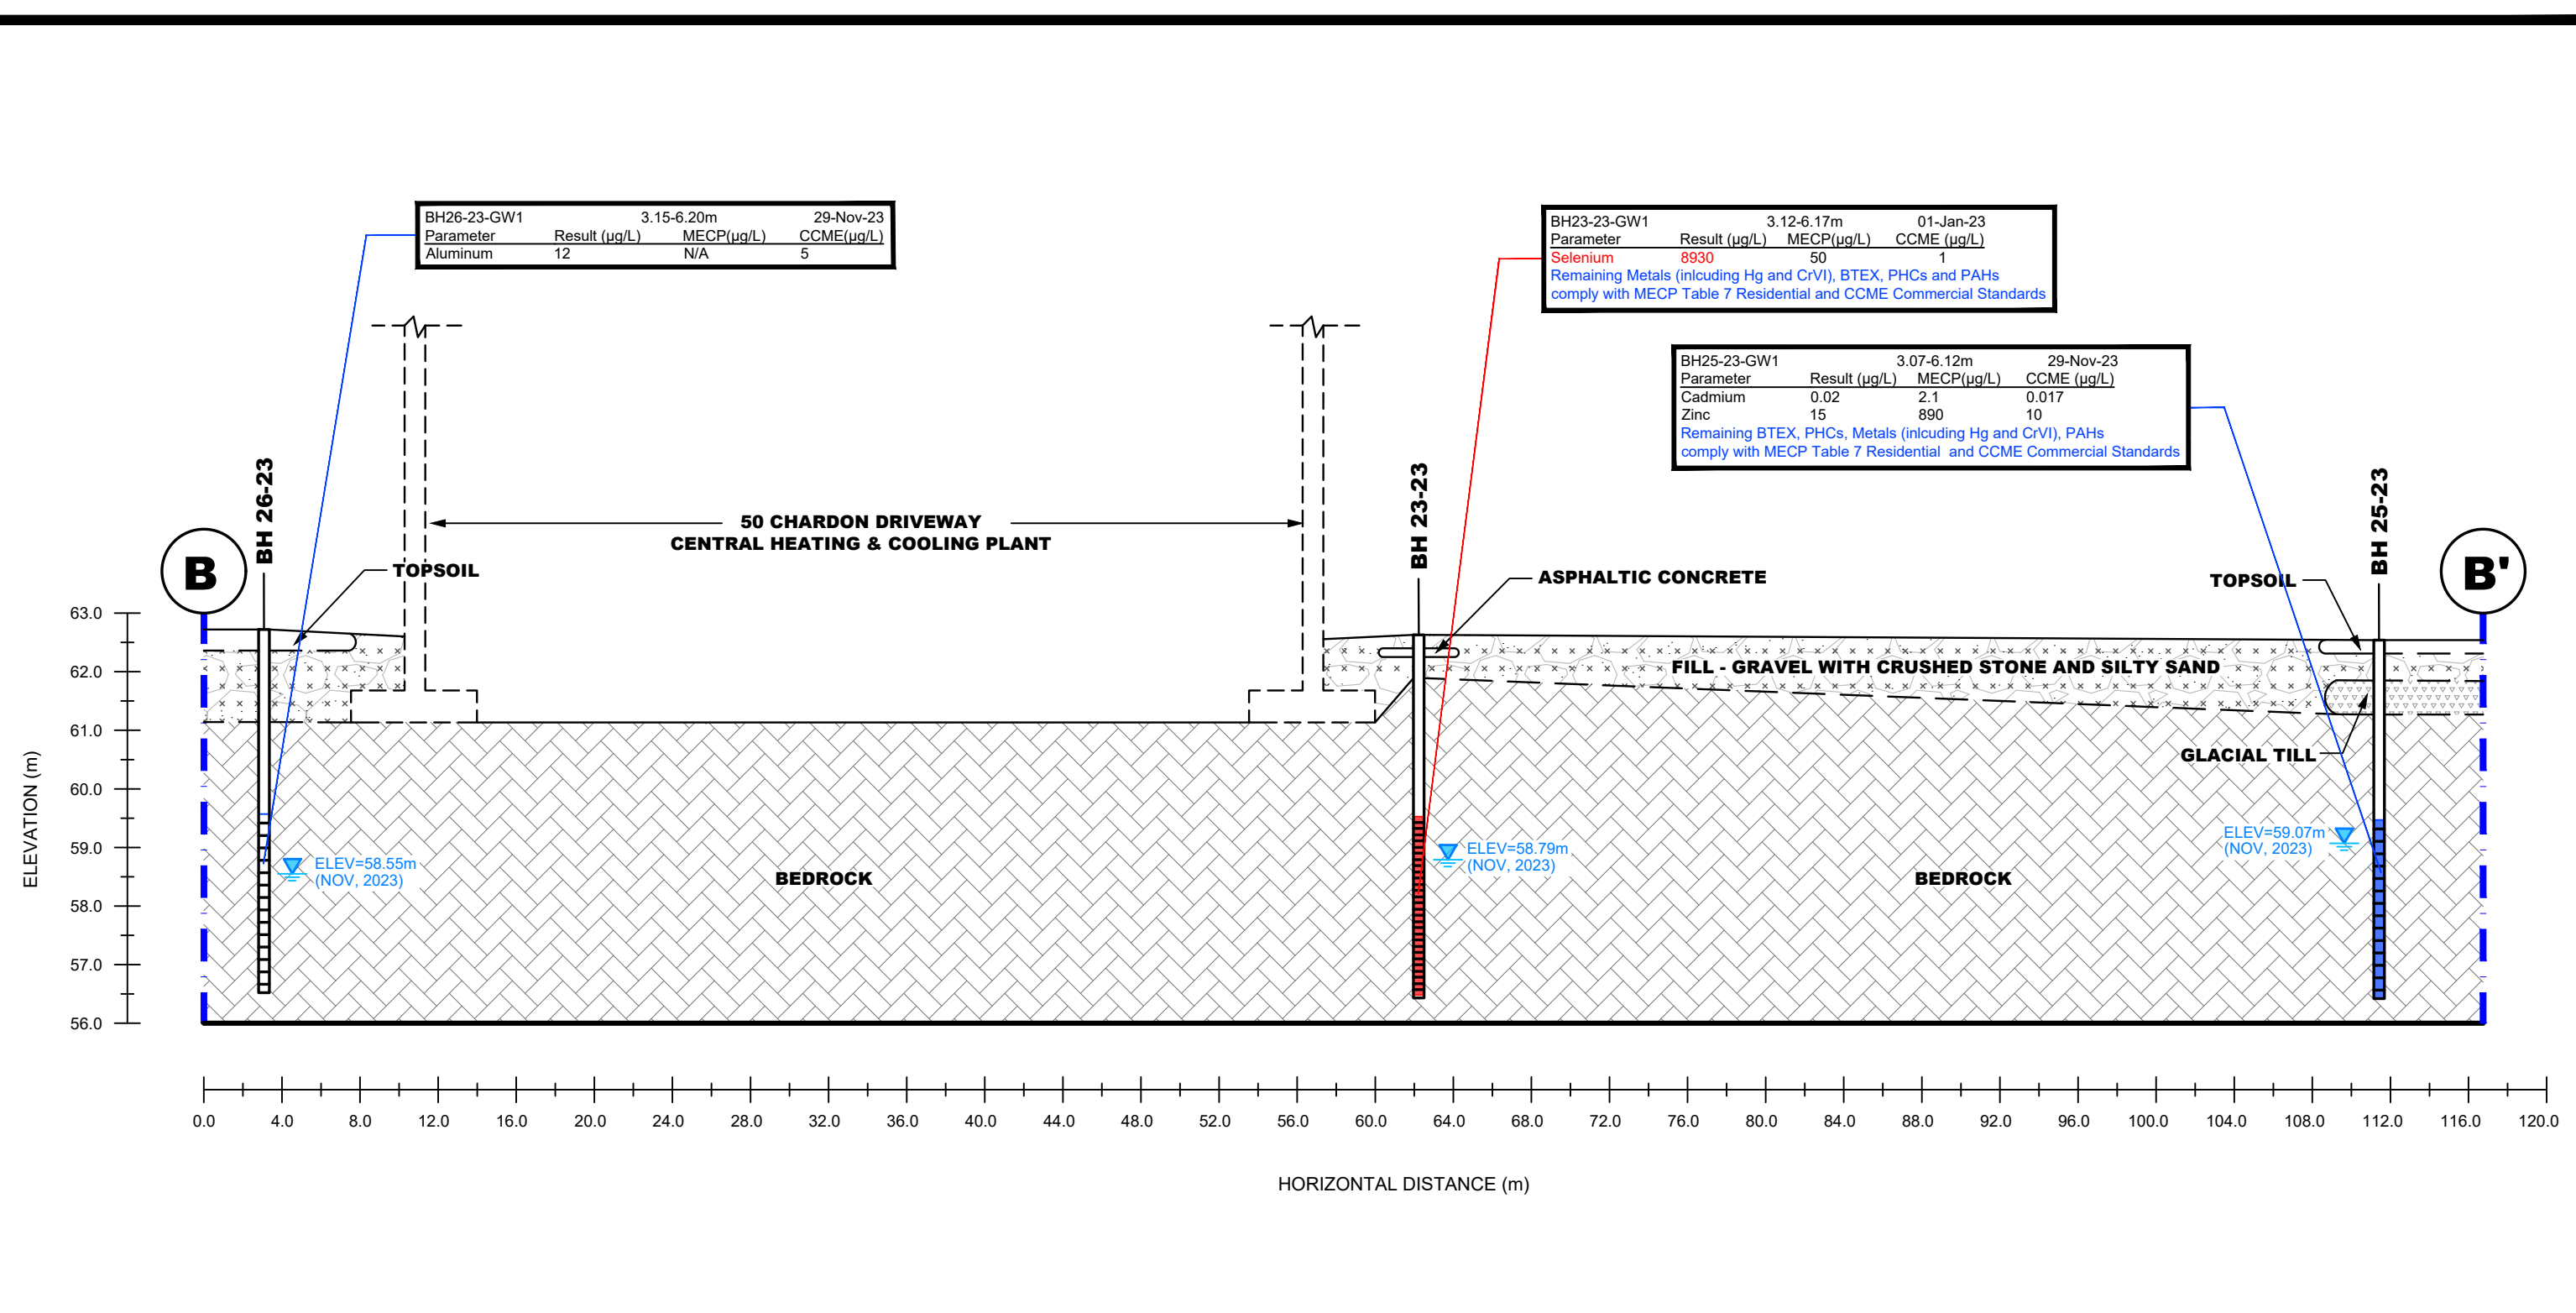 BH26-23-GW1 3.15-6.20m 29-Nov-23
Parameter Result (µg/L) MECP(µg/L) CCME(µg/L)
Aluminum 12 N/A 5
BH23-23-GW1 3.12-6.17m 01-Jan-23
Parameter Result (µg/L) MECP(µg/L) CCME (µg/L)
Selenium 8930 50 1
Remaining Metals (inlcuding Hg and CrVI), BTEX, PHCs and PAHs
comply with MECP Table 7 Residential and CCME Commercial Standards
BH25-23-GW1 3.07-6.12m 29-Nov-23
Parameter Result (µg/L) MECP(µg/L) CCME (µg/L)
Cadmium 0.02 2.1 0.017
Zinc 15 890 10
Remaining BTEX, PHCs, Metals (inlcuding Hg and CrVI), PAHs
comply with MECP Table 7 Residential and CCME Commercial Standards
BH 26-23
BH 23-23
BH 25-23
50 CHARDON DRIVEWAY
CENTRAL HEATING & COOLING PLANT
B
TOPSOIL
ASPHALTIC CONCRETE
TOPSOIL
B'
FILL - GRAVEL WITH CRUSHED STONE AND SILTY SAND
GLACIAL TILL
ELEV=58.55m
(NOV, 2023)
ELEV=58.79m
(NOV, 2023)
ELEV=59.07m
(NOV, 2023)
BEDROCK
BEDROCK
ELEVATION (m)
63.0
62.0
61.0
60.0
59.0
58.0
57.0
56.0
0.0 4.0 8.0 12.0 16.0 20.0 24.0 28.0 32.0 36.0 40.0 44.0 48.0 52.0 56.0 60.0 64.0 68.0 72.0 76.0 80.0 84.0 88.0 92.0 96.0 100.0 104.0 108.0 112.0 116.0 120.0
HORIZONTAL DISTANCE (m)